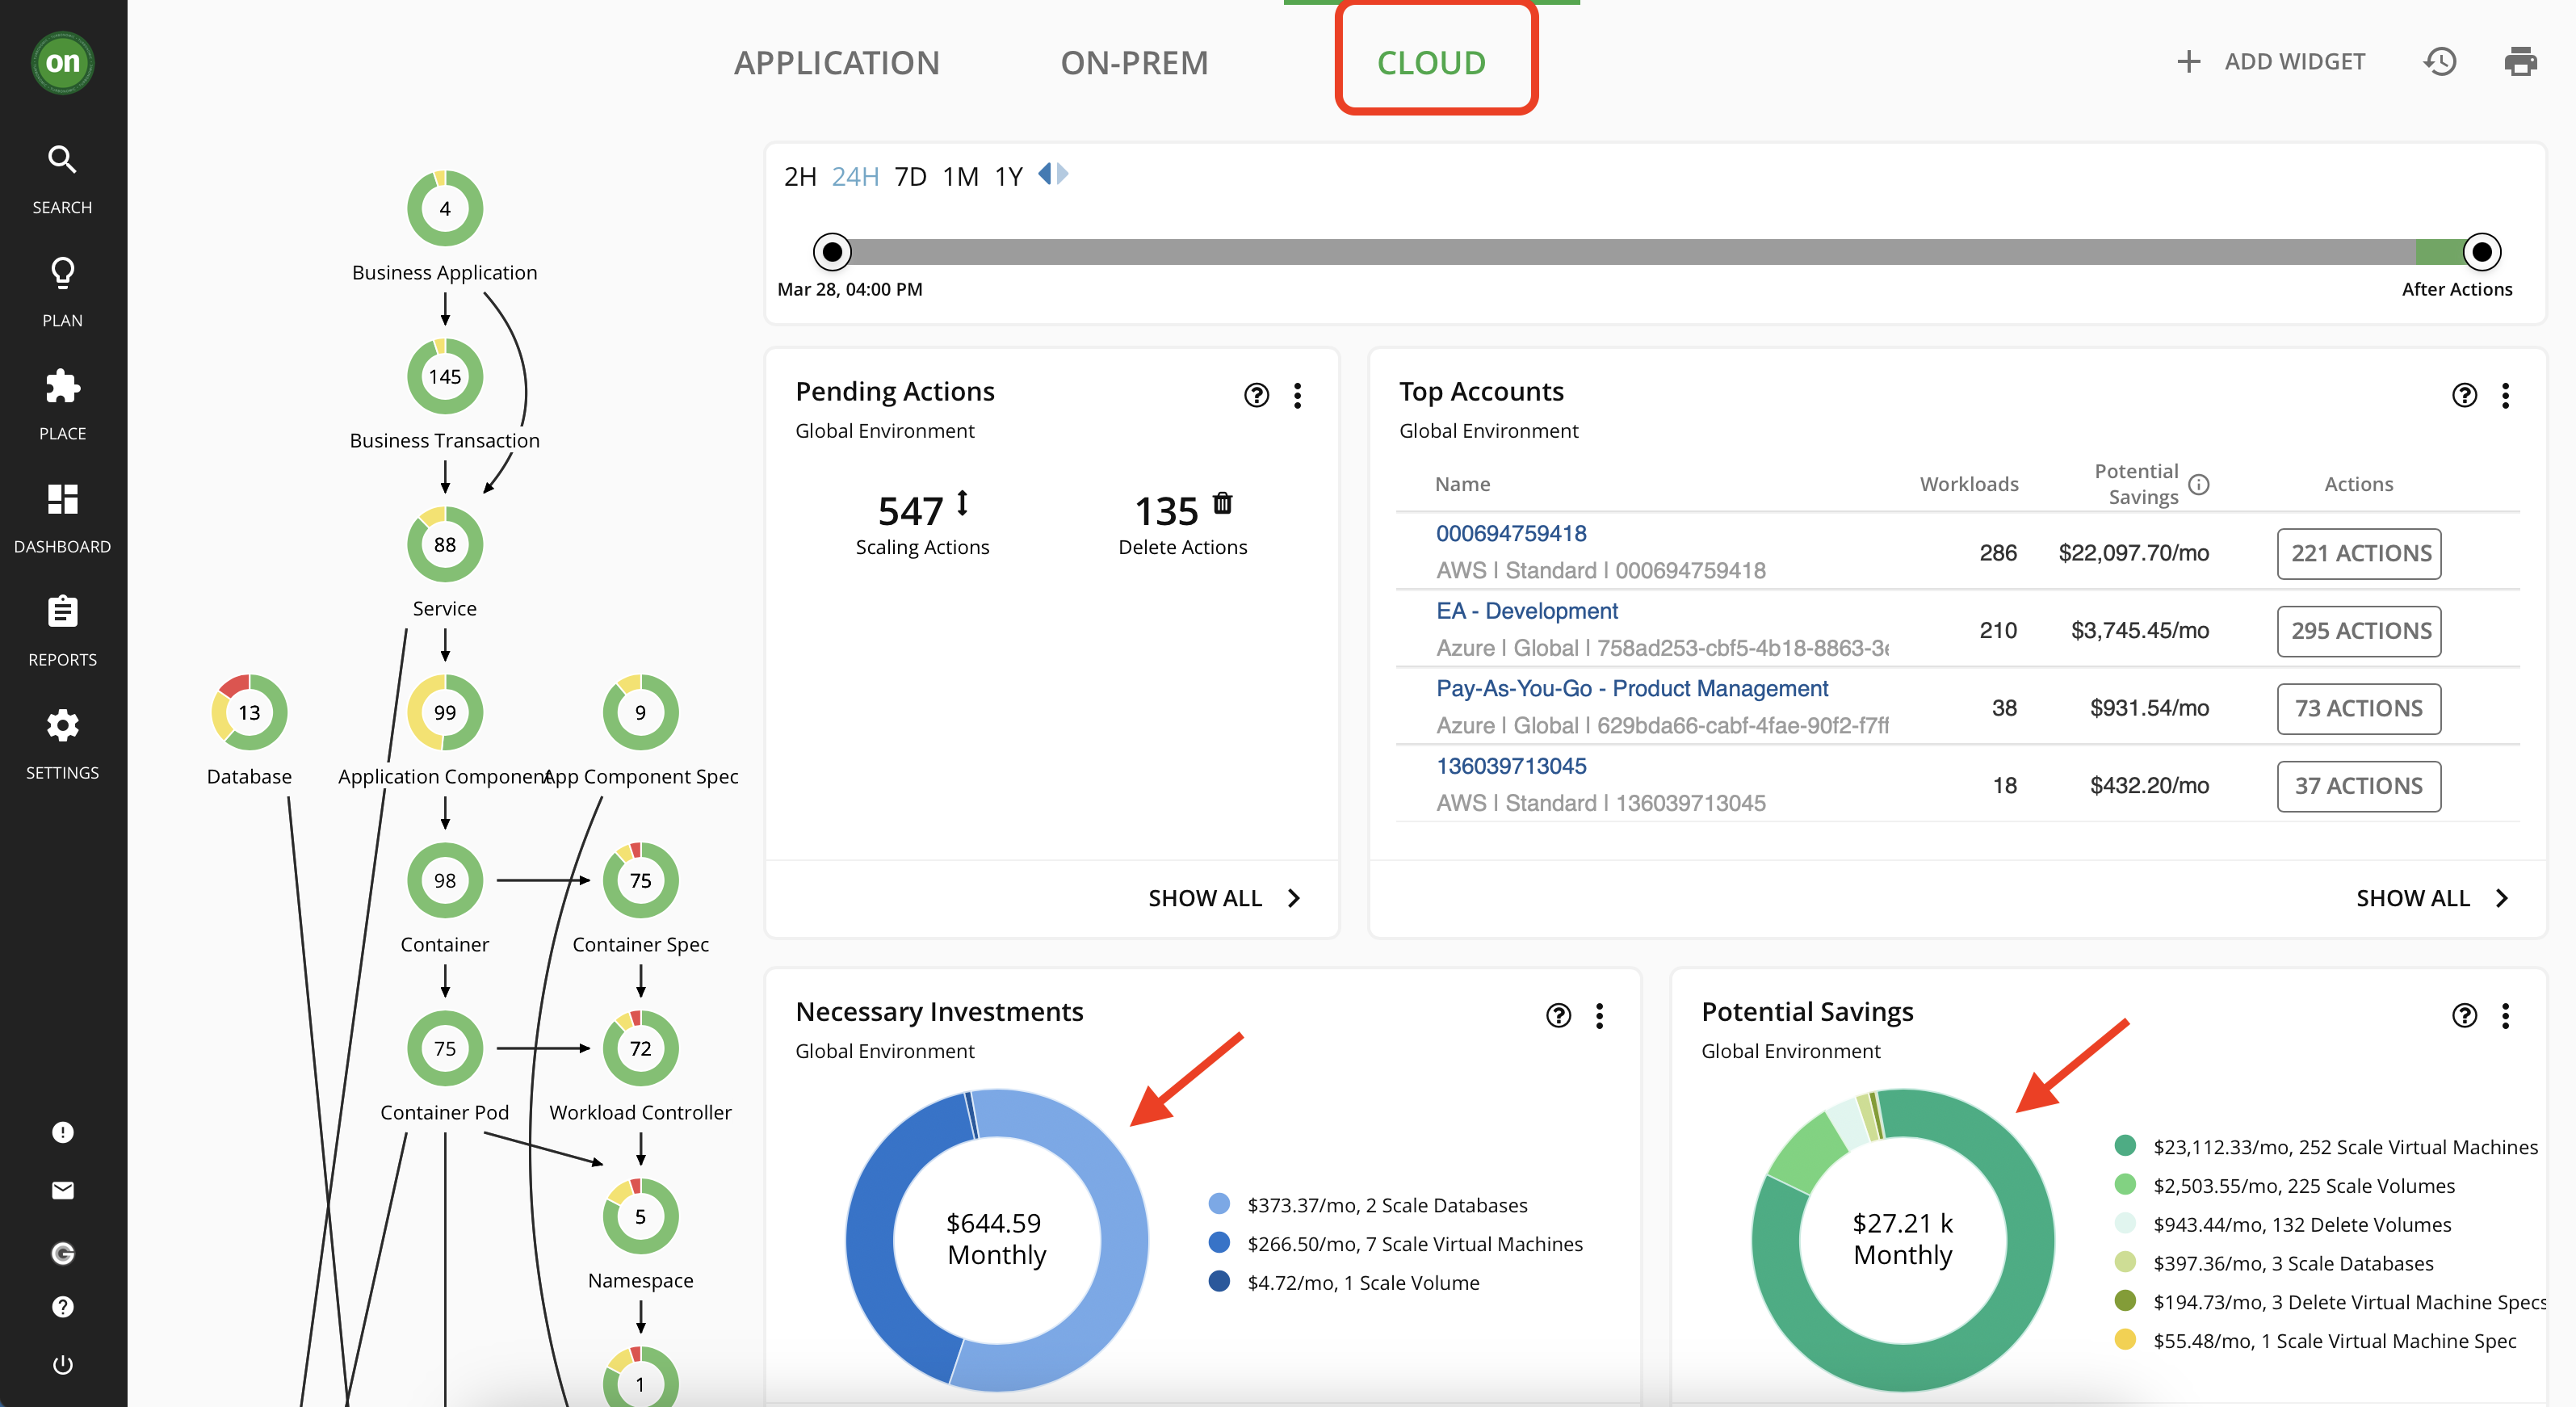 on
SEARCH
PLAN
PLACE
DASHBOARD
REPORTS
SETTINGS
APPLICATION
ON-PREM
CLOUD
ADD WIDGET
4
Business Application
145
Business Transaction
88
Service
13
Database
99
Application Component
9
App Component Spec
98
Container
75
Container Spec
75
Container Pod
72
Workload Controller
5
Namespace
1
2H 24H 7D 1M 1Y
Mar 28, 04:00 PM
After Actions
Pending Actions
Global Environment
547
Scaling Actions
135
Delete Actions
SHOW ALL
Top Accounts
Global Environment
Name
Workloads
Potential
Savings
Actions
000694759418
AWS | Standard | 000694759418
286
$22,097.70/mo
221 ACTIONS
EA - Development
Azure | Global | 758ad253-cbf5-4b18-8863-3
210
$3,745.45/mo
295 ACTIONS
Pay-As-You-Go - Product Management
Azure | Global | 629bda66-cabf-4fae-90f2-f7ff
38
$931.54/mo
73 ACTIONS
136039713045
AWS | Standard | 136039713045
18
$432.20/mo
37 ACTIONS
SHOW ALL
Necessary Investments
Global Environment
$644.59
Monthly
$373.37/mo, 2 Scale Databases
$266.50/mo, 7 Scale Virtual Machines
$4.72/mo, 1 Scale Volume
Potential Savings
Global Environment
$27.21 k
Monthly
$23,112.33/mo, 252 Scale Virtual Machines
$2,503.55/mo, 225 Scale Volumes
$943.44/mo, 132 Delete Volumes
$397.36/mo, 3 Scale Databases
$194.73/mo, 3 Delete Virtual Machine Specs
$55.48/mo, 1 Scale Virtual Machine Spec